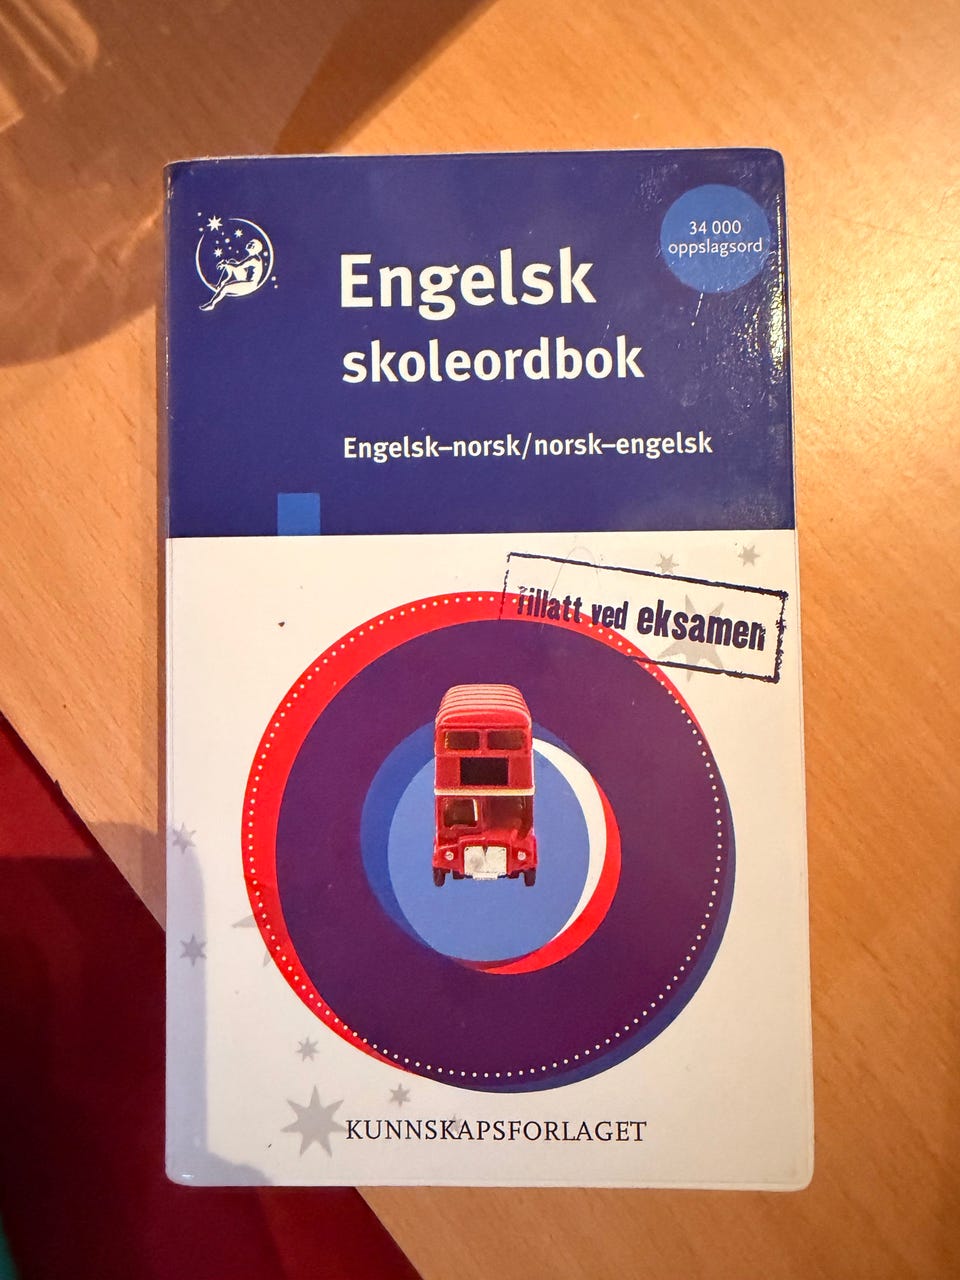 34 000
oppslagsord
Engelsk
skoleordbok
Engelsk–norsk/norsk–engelsk
Tillatt ved eksamen
KUNNSKAPSFORLAGET